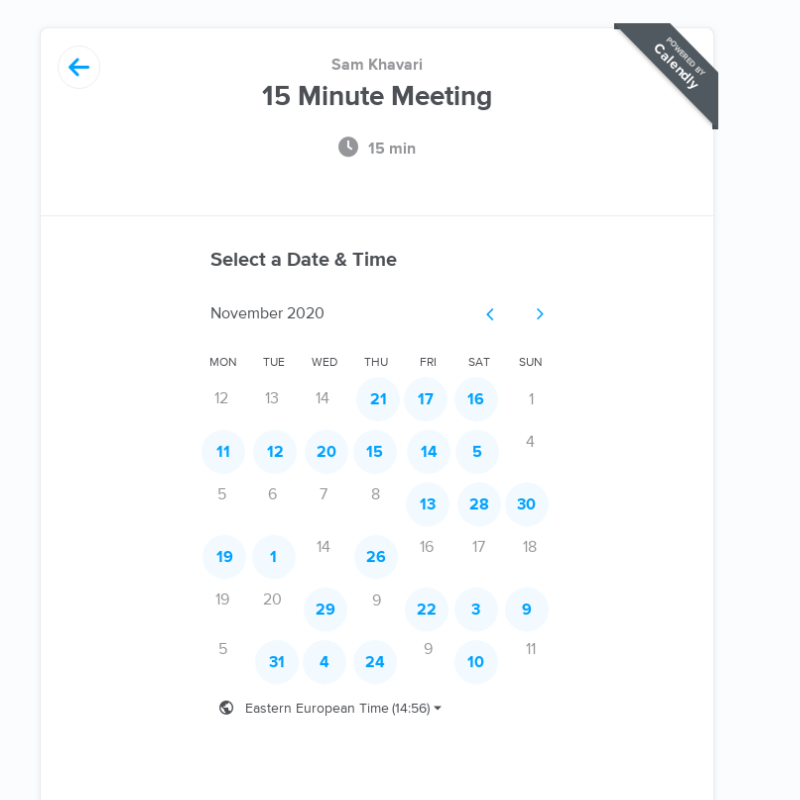 POWERED BY
Calendly
Sam Khavari
15 Minute Meeting
15 min
Select a Date & Time
November 2020
MON TUE WED THU FRI SAT SUN
12 13 14 21 17 16 1
11 12 20 15 14 5 4
5 6 7 8 13 28 30
19 1 14 26 16 17 18
19 20 29 9 22 3 9
5 31 4 24 9 10 11
Eastern European Time (14:56)